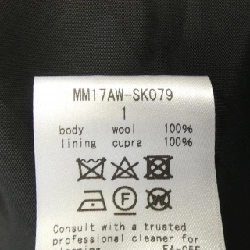 MM17AW-SK079
1
body wool 100%
lining cupra 100%
F
Consult with a trusted
professional cleaner for